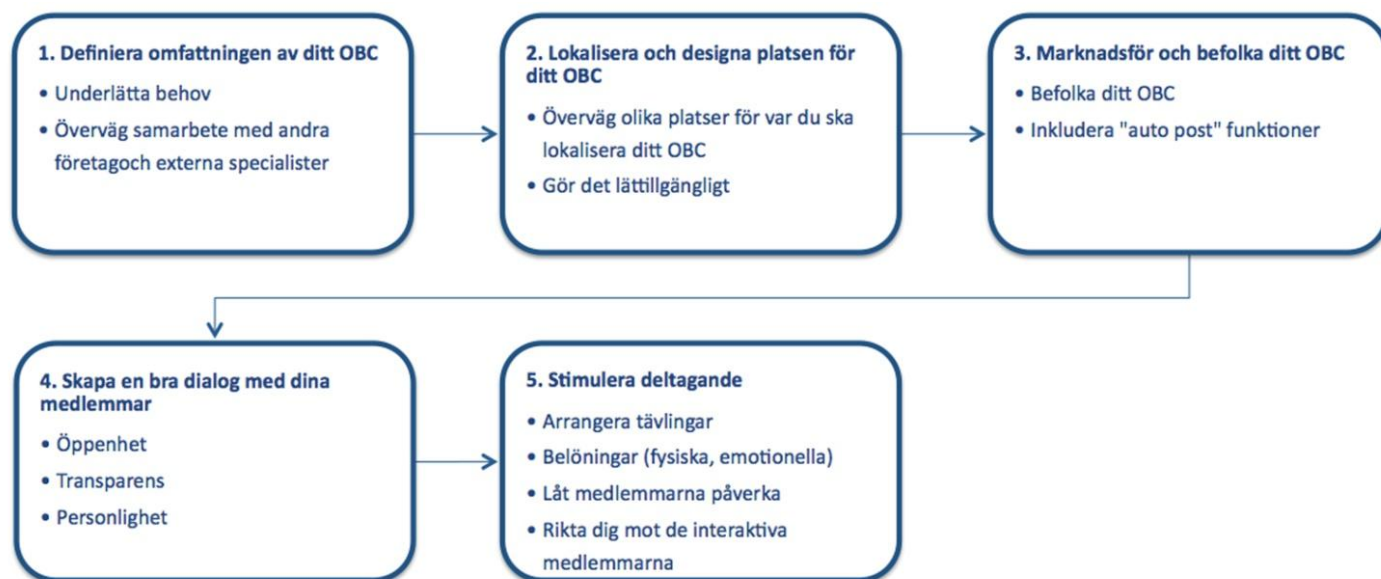 1. Definiera omfattningen av ditt OBC
• Underlätta behov
• Överväg samarbete med andra
företagoch externa specialister
2. Lokalisera och designa platsen för
ditt OBC
• Överväg olika platser för var du ska
lokalisera ditt OBC
• Gör det lättillgängligt
3. Marknadsför och befolka ditt OBC
• Befolka ditt OBC
• Inkludera "auto post" funktioner
4. Skapa en bra dialog med dina
medlemmar
• Öppenhet
• Transparens
• Personlighet
5. Stimulera deltagande
• Arrangera tävlingar
• Belöningar (fysiska, emotionella)
• Låt medlemmarna påverka
• Rikta dig mot de interaktiva
medlemmarna